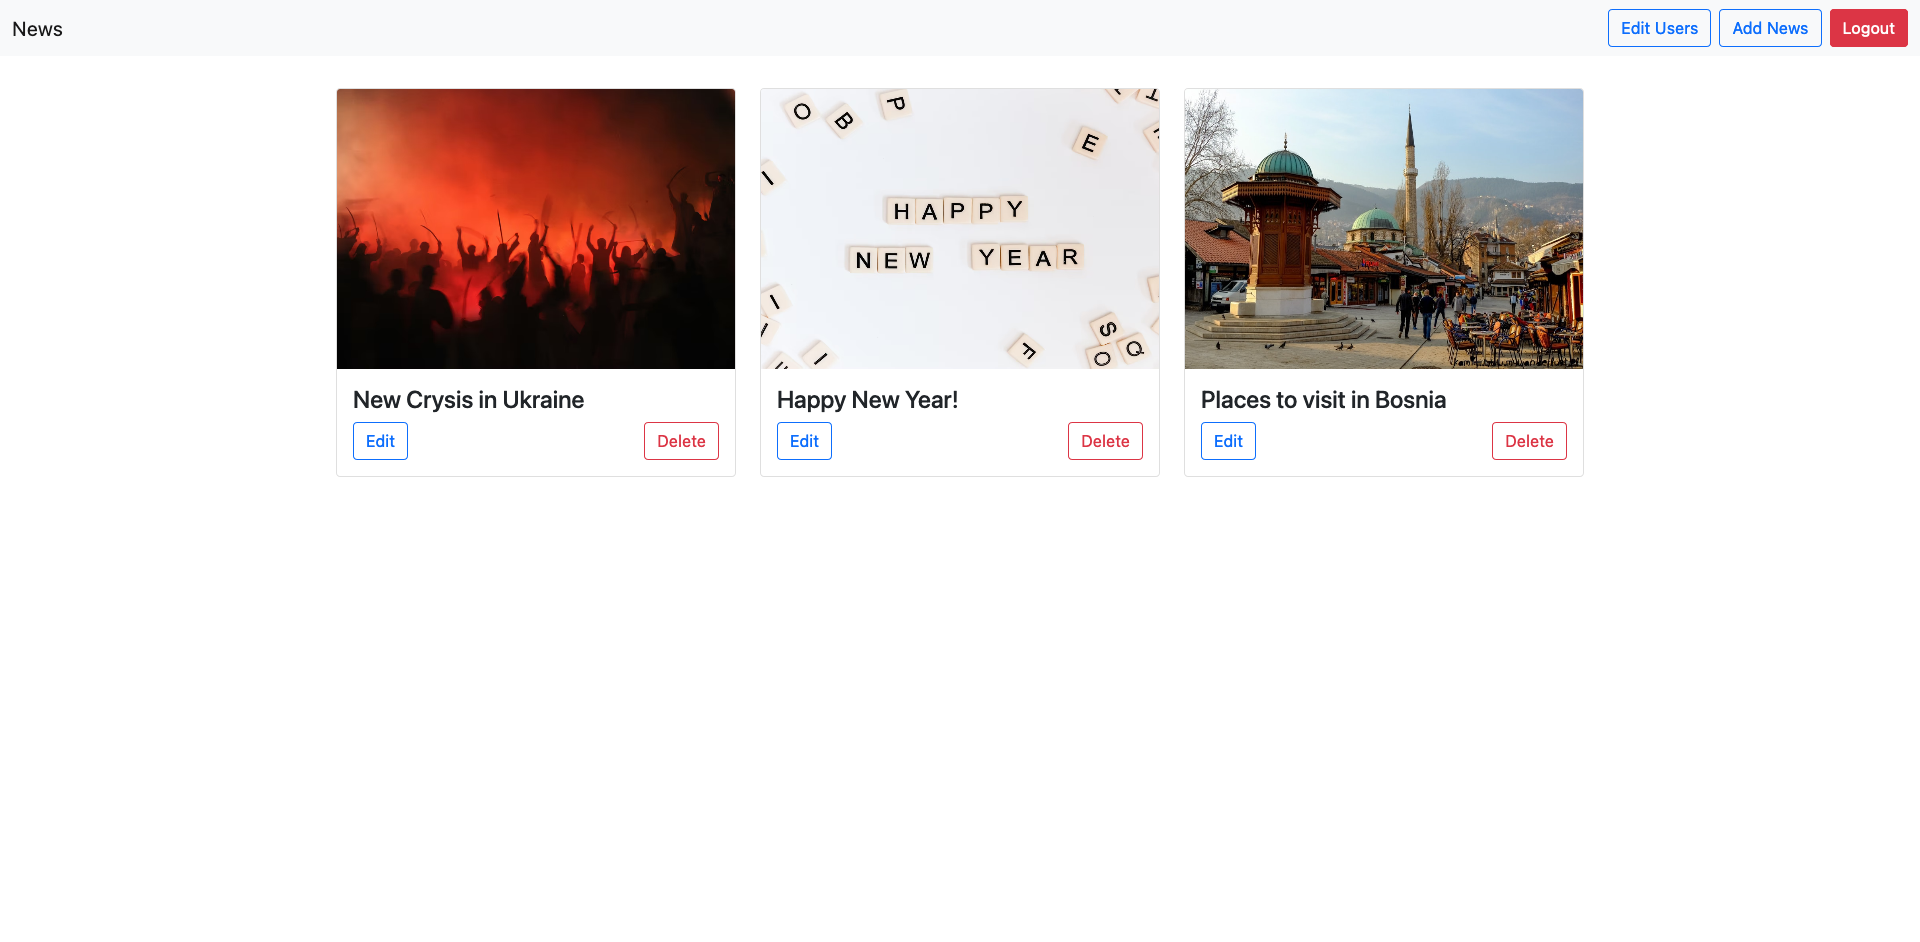 News
Edit Users
Add News
Logout
O
B
P
T
E
I
HAPPY
NEW YEAR
I
I
F
S
O
Q
New Crysis in Ukraine
Edit
Delete
Happy New Year!
Edit
Delete
Places to visit in Bosnia
Edit
Delete